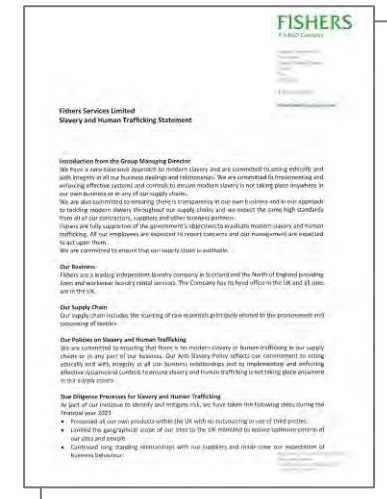 FISHERS
Fishers Services Limited
Slavery and Human Trafficking Statement
Introduction from the Group Managing Director
We have a zero-tolerance approach to modern slavery and are committed to acting ethically and
with integrity in all our business dealings and relationships. We are committed to implementing and
enforcing effective systems and controls to ensure modern slavery is not taking place anywhere in
our own business or in any of our supply chains.
We are also committed to ensuring there is transparency in our own business and in our approach
to tackling modern slavery throughout our supply chains and we expect the same high standards
from all of our contractors, suppliers and other business partners.
Fishers are fully supportive of the government's objectives to eradicate modern slavery and human
trafficking. All our employees are expected to report concerns and our management are expected
to act upon them.
We are committed to ensure that our supply chain is auditable.
Our Business
Fishers are a leading independent laundry company in Scotland and the North of England providing
linen and workwear laundry rental services. The Company has its head office in the UK and all sites
are in the UK.
Our Supply Chain
Our supply chain includes the sourcing of raw materials principally related to the procurement and
of textiles.
Our Policies on Slavery and Human Trafficking
We are committed to ensuring that there is no modern slavery or human trafficking in our supply
chains or in any part of our business. Our Anti Slavery Policy reflects our commitment to acting
ethically and with integrity in all our business relationships and to implementing and enforcing
effective systems and controls to ensure slavery and human trafficking is not taking place anywhere
in our supply chains.
Due Diligence Processes for Slavery and Human Trafficking
As part of our initiative to identify and mitigate risk, we have taken the following steps during the
financial year 2023
• Processed all our own products within the UK with no outsourcing or use of third parties.
• Limited the geographical scope of our sites to the UK mainland to ensure optimum control of
our sites and people.
• Continued long standing relationships with our suppliers and made clear our expectation of
business behaviour.